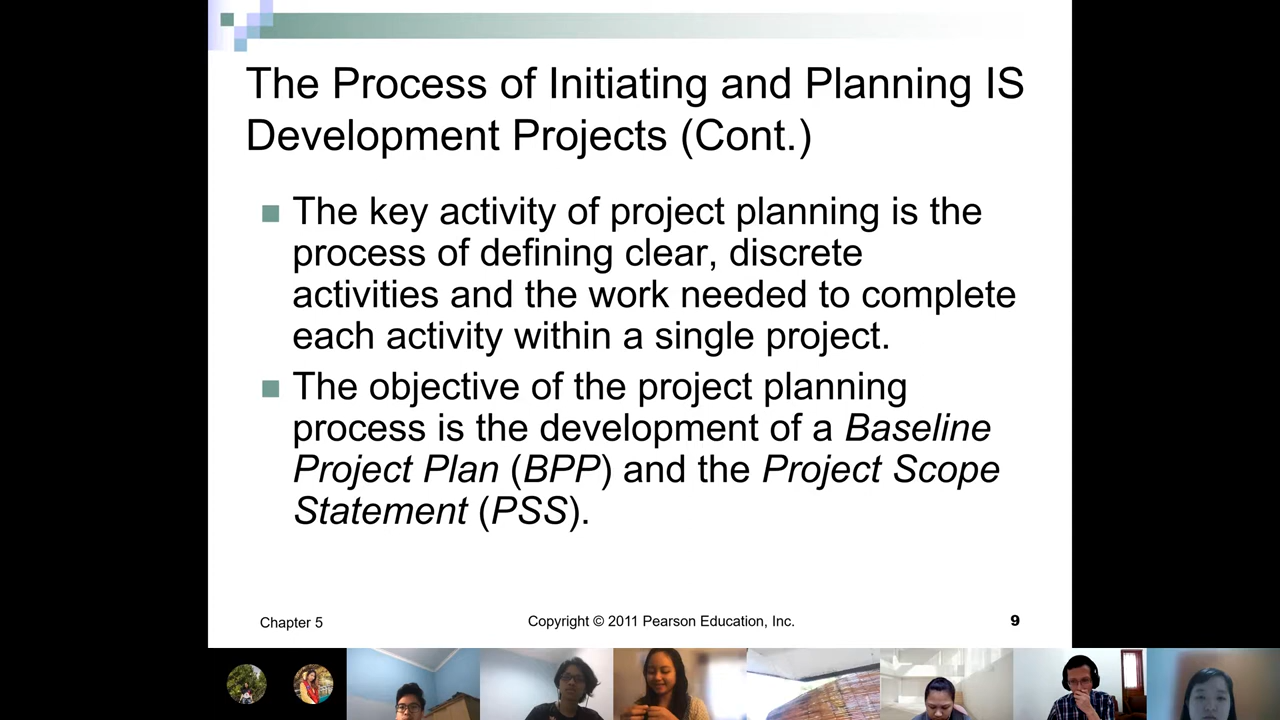 The Process of Initiating and Planning IS
Development Projects (Cont.)
The key activity of project planning is the
process of defining clear, discrete
activities and the work needed to complete
each activity within a single project.
The objective of the project planning
process is the development of a Baseline
Project Plan (BPP) and the Project Scope
Statement (PSS).
Chapter 5
Copyright © 2011 Pearson Education, Inc.
9